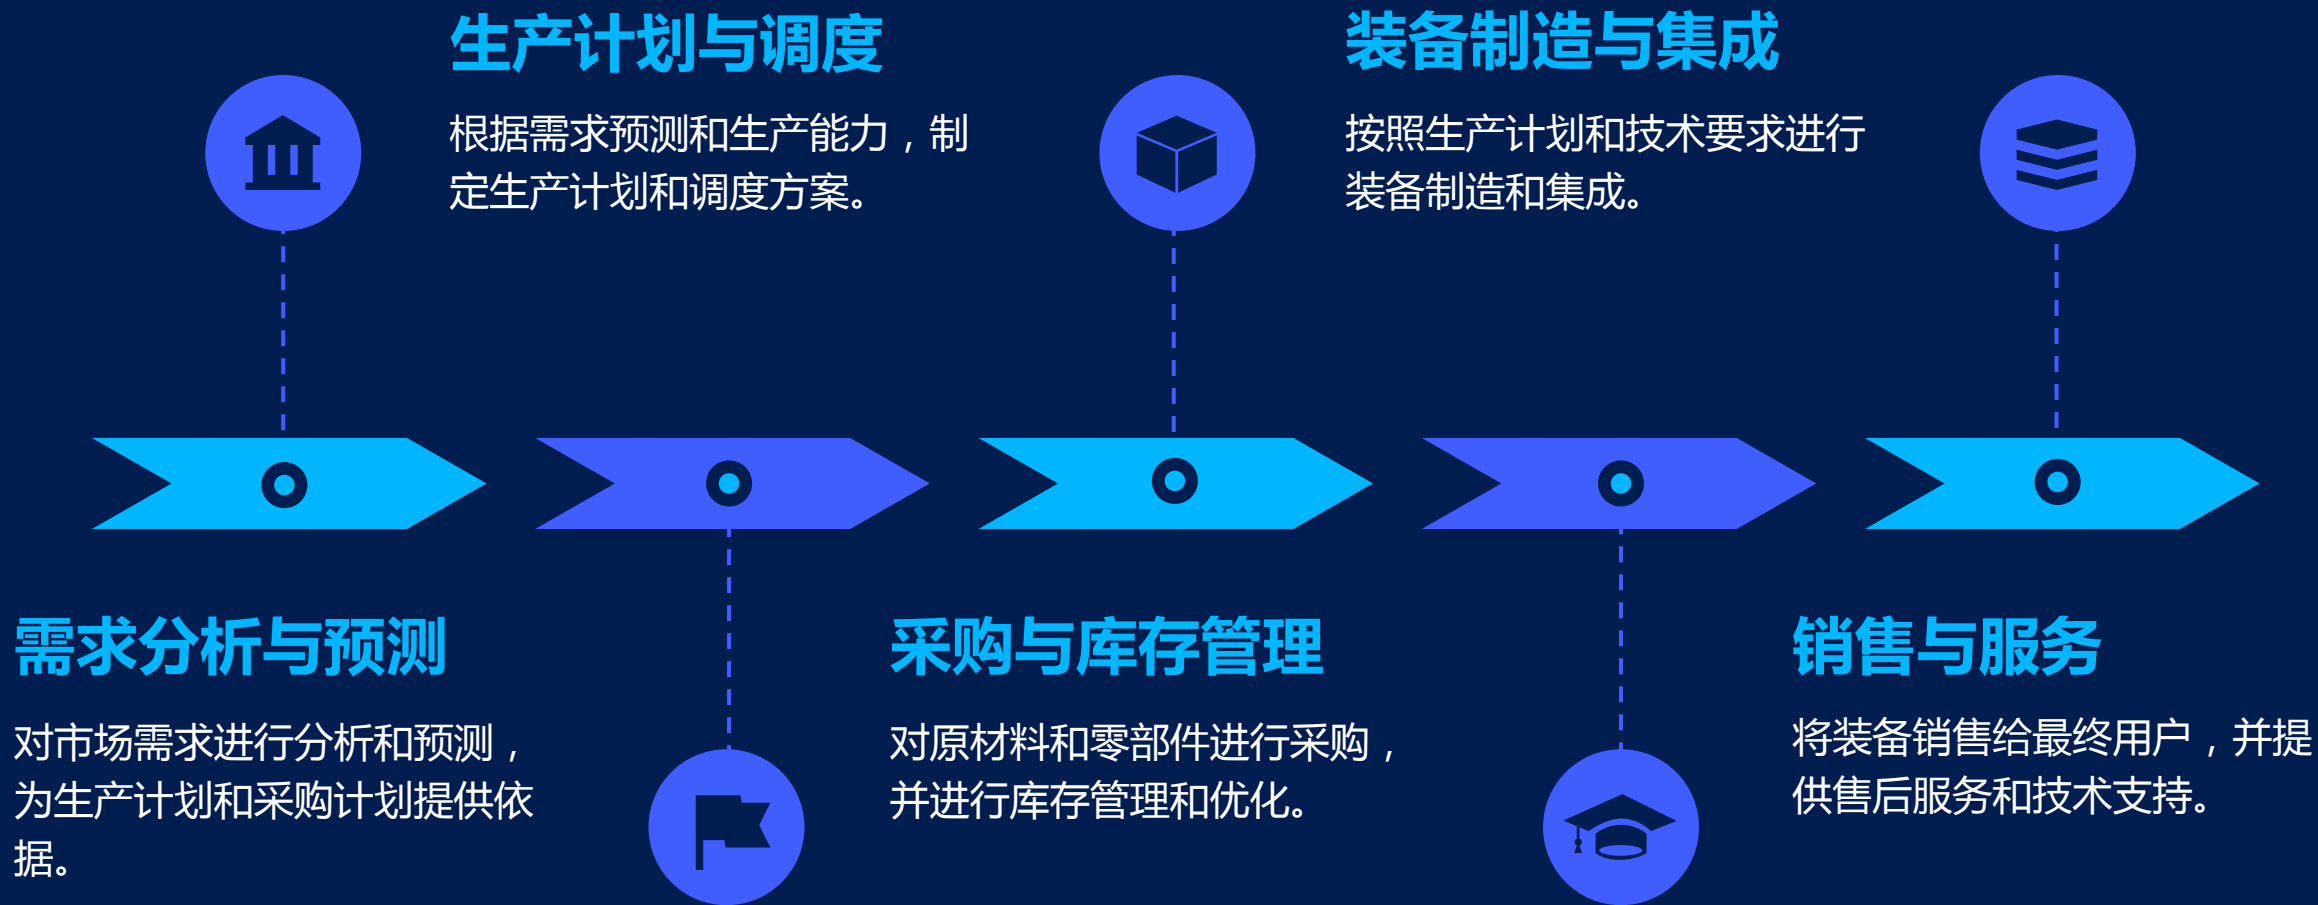 生产计划与调度
根据需求预测和生产能力，制
定生产计划和调度方案。
装备制造与集成
按照生产计划和技术要求进行
装备制造和集成。
需求分析与预测
对市场需求进行分析和预测，
为生产计划和采购计划提供依
据。
采购与库存管理
对原材料和零部件进行采购，
并进行库存管理和优化。
销售与服务
将装备销售给最终用户，并提
供售后服务和技术支持。